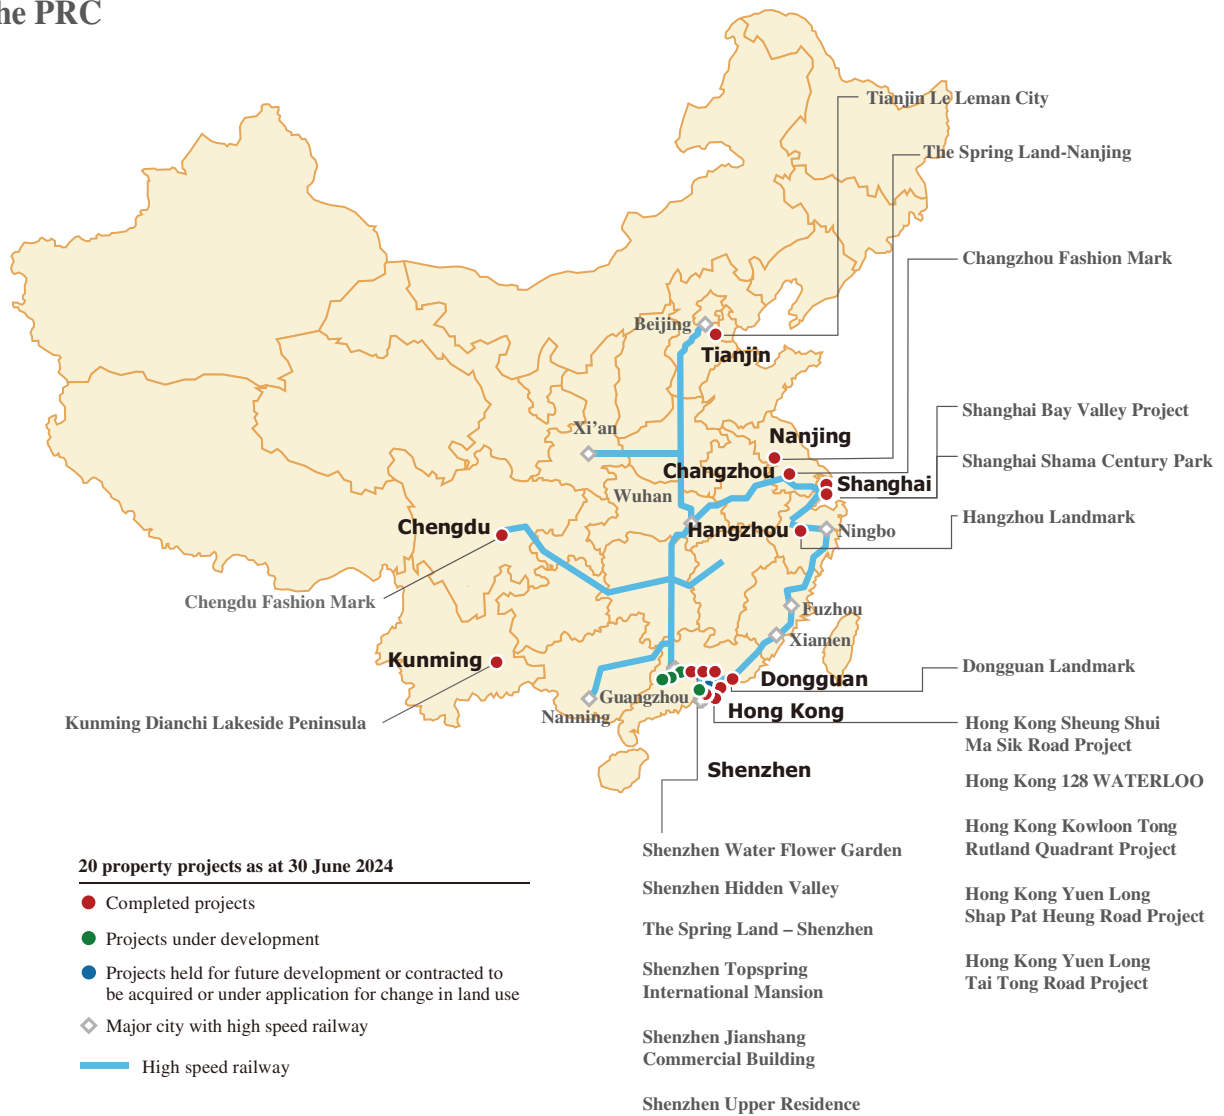 he PRC
Tianjin Le Leman City
The Spring Land-Nanjing
Changzhou Fashion Mark
Beijing
Tianjin
Shanghai Bay Valley Project
Xi’an
Nanjing
Shanghai Shama Century Park
Changzhou
Shanghai
Wuhan
Hangzhou Landmark
Chengdu
Hangzhou
Ningbo
Chengdu Fashion Mark
Fuzhou
Xiamen
Kunming
Dongguan Landmark
Dongguan
Guangzhou
Nanning
Hong Kong
Kunming Dianchi Lakeside Peninsula
Hong Kong Sheung Shui
Ma Sik Road Project
Shenzhen
Hong Kong 128 WATERLOO
Hong Kong Kowloon Tong
Rutland Quadrant Project
Hong Kong Yuen Long
Shap Pat Heung Road Project
Hong Kong Yuen Long
Tai Tong Road Project
Shenzhen Water Flower Garden
Shenzhen Hidden Valley
The Spring Land – Shenzhen
Shenzhen Topspring
International Mansion
Shenzhen Jianshang
Commercial Building
Shenzhen Upper Residence
20 property projects as at 30 June 2024
Completed projects
Projects under development
Projects held for future development or contracted to
be acquired or under application for change in land use
Major city with high speed railway
High speed railway